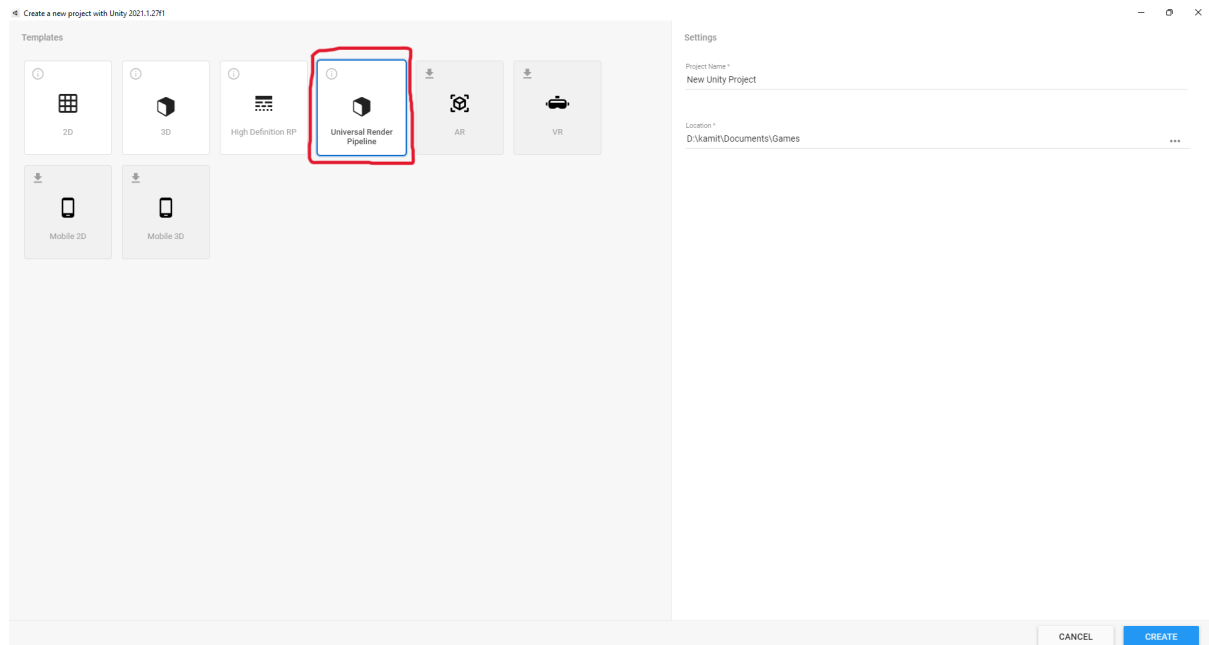 Create a new project with Unity 2021.1.27f1
Templates
2D
3D
High Definition RP
Universal Render
Pipeline
AR
VR
Mobile 2D
Mobile 3D
Settings
Project Name *
New Unity Project
Location *
D:\kamit\Documents\Games
CANCEL
CREATE